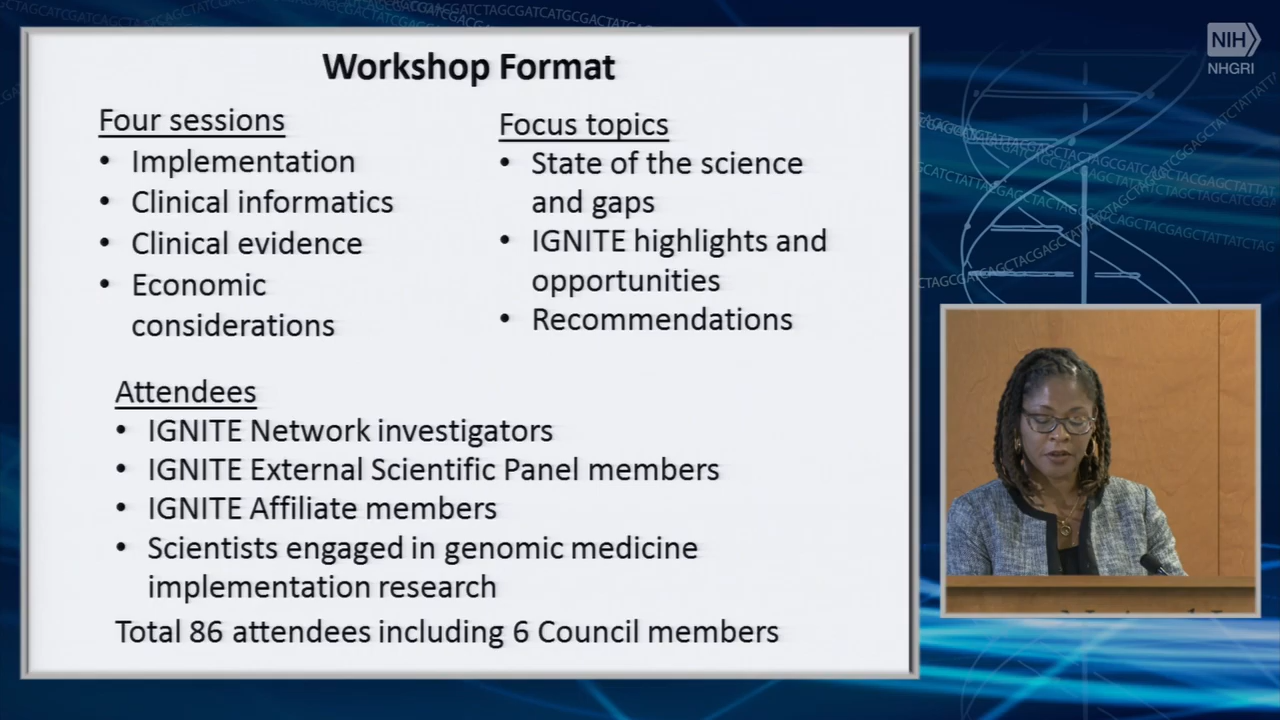 Workshop Format
Four sessions
• Implementation
• Clinical informatics
• Clinical evidence
• Economic
considerations
Focus topics
• State of the science
and gaps
• IGNITE highlights and
opportunities
• Recommendations
Attendees
• IGNITE Network investigators
• IGNITE External Scientific Panel members
• IGNITE Affiliate members
• Scientists engaged in genomic medicine
implementation research
Total 86 attendees including 6 Council members
NIH
NHGRI